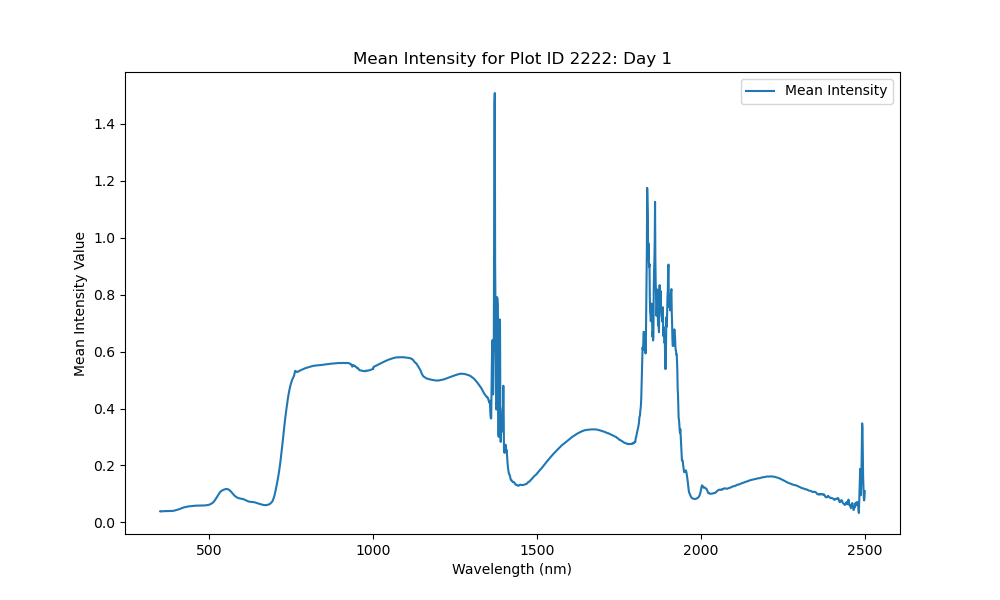 Mean Intensity for Plot ID 2222: Day 1
Mean Intensity
Mean Intensity Value
1.4
1.2
1.0
0.8
0.6
0.4
0.2
0.0
500 1000 1500 2000 2500
Wavelength (nm)